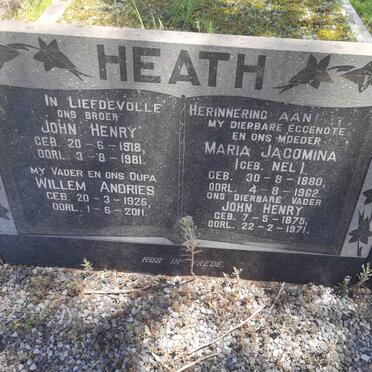 HEATH
IN LIEFDEVOLLE
ONS BROER
JOHN HENRY
GEB. 20-6-1918,
OORL. 3-8-1981.
MY VADER EN ONS OUPA
WILLEM ANDRIES
GEB. 20-3-1925,
OORL. 1-6-2011.
HERINNERING AAN
MY DIERBARE EGGENOTE
EN ONS MOEDER
MARIA JACOMINA
(GEB. NEL)
GEB. 30-8-1880,
OORL. 4-8-1962.
ONS DIERBARE VADER
JOHN HENRY
GEB. 7-5-1875,
OORL. 22-2-1971.
RUS IN VREDE.